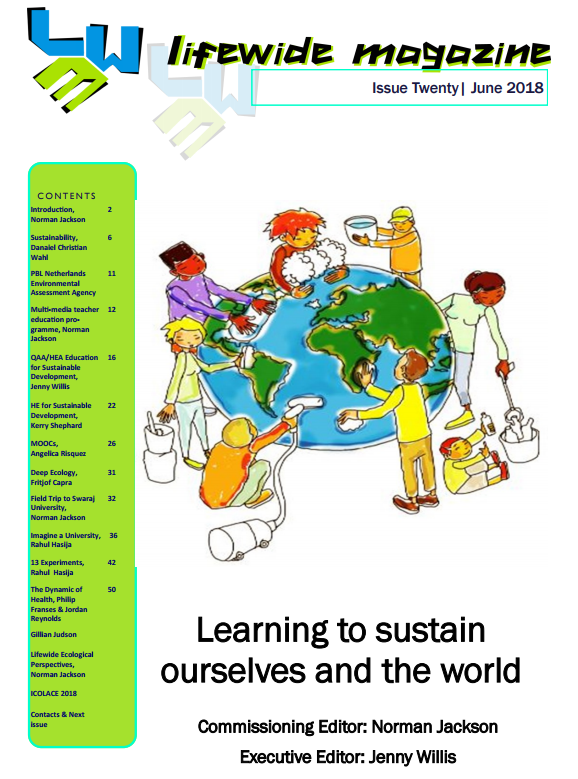 LWM
lifewide magazine
Issue Twenty| June 2018
CONTENTS
Introduction, 2
Norman Jackson
Sustainability, 6
Danaiel Christian
Wahl
PBL Netherlands 11
Environmental
Assessment Agency
Multi-media teacher 12
education pro-
gramme, Norman
Jackson
QAA/HEA Education 16
for Sustainable
Development,
Jenny Willis
HE for Sustainable 22
Development,
Kerry Shephard
MOOCs, 26
Angelica Risquez
Deep Ecology, 31
Fritjof Capra
Field Trip to Swaraj 32
University,
Norman Jackson
Imagine a University, 36
Rahul Hasija
13 Experiments, 42
Rahul Hasija
The Dynamic of 50
Health, Philip
Franses & Jordan
Reynolds
Gillian Judson
Lifewide Ecological
Perspectives,
Norman Jackson
ICOLACE 2018
Contacts & Next
issue
Learning to sustain
ourselves and the world
Commissioning Editor: Norman Jackson
Executive Editor: Jenny Willis